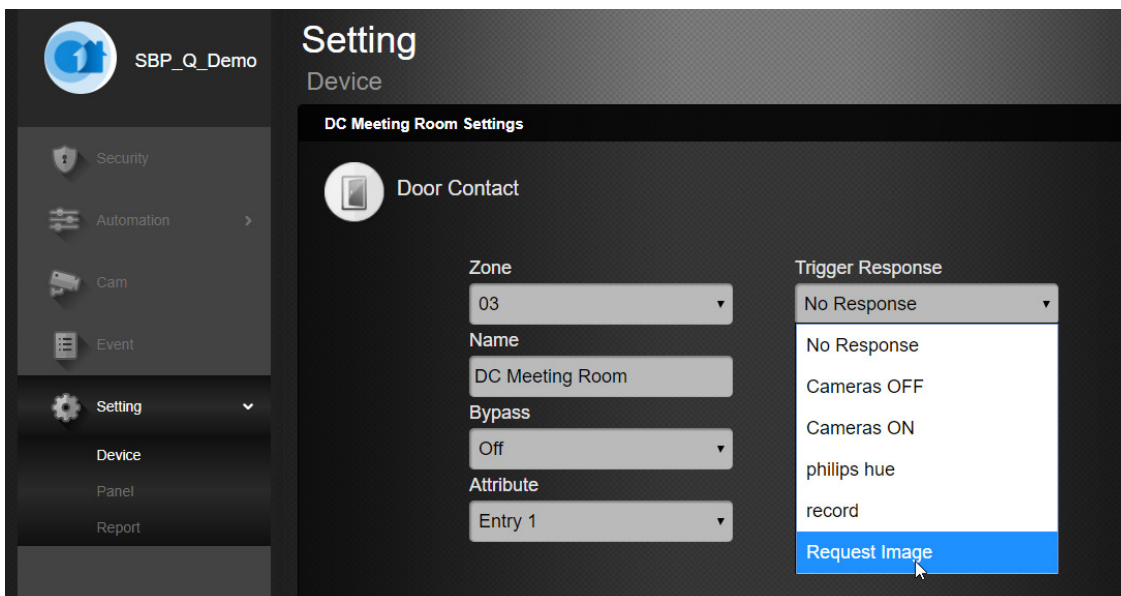 SBP_Q_Demo
Security
Automation
Cam
Event
Setting
Device
Panel
Report
Setting
Device
DC Meeting Room Settings
Door Contact
Zone
03
Name
DC Meeting Room
Bypass
Off
Attribute
Entry 1
Trigger Response
No Response
No Response
Cameras OFF
Cameras ON
philips hue
record
Request Image